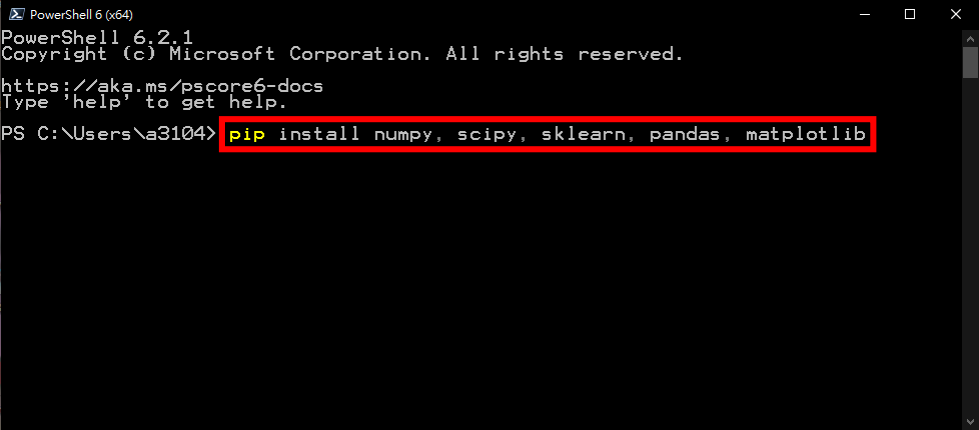 PowerShell 6 (x64)
PowerShell 6.2.1
Copyright (c) Microsoft Corporation. All rights reserved.
https://aka.ms/pscore6-docs
Type 'help' to get help.
PS C:\Users\a3104> pip install numpy, scipy, sklearn, pandas, matplotlib